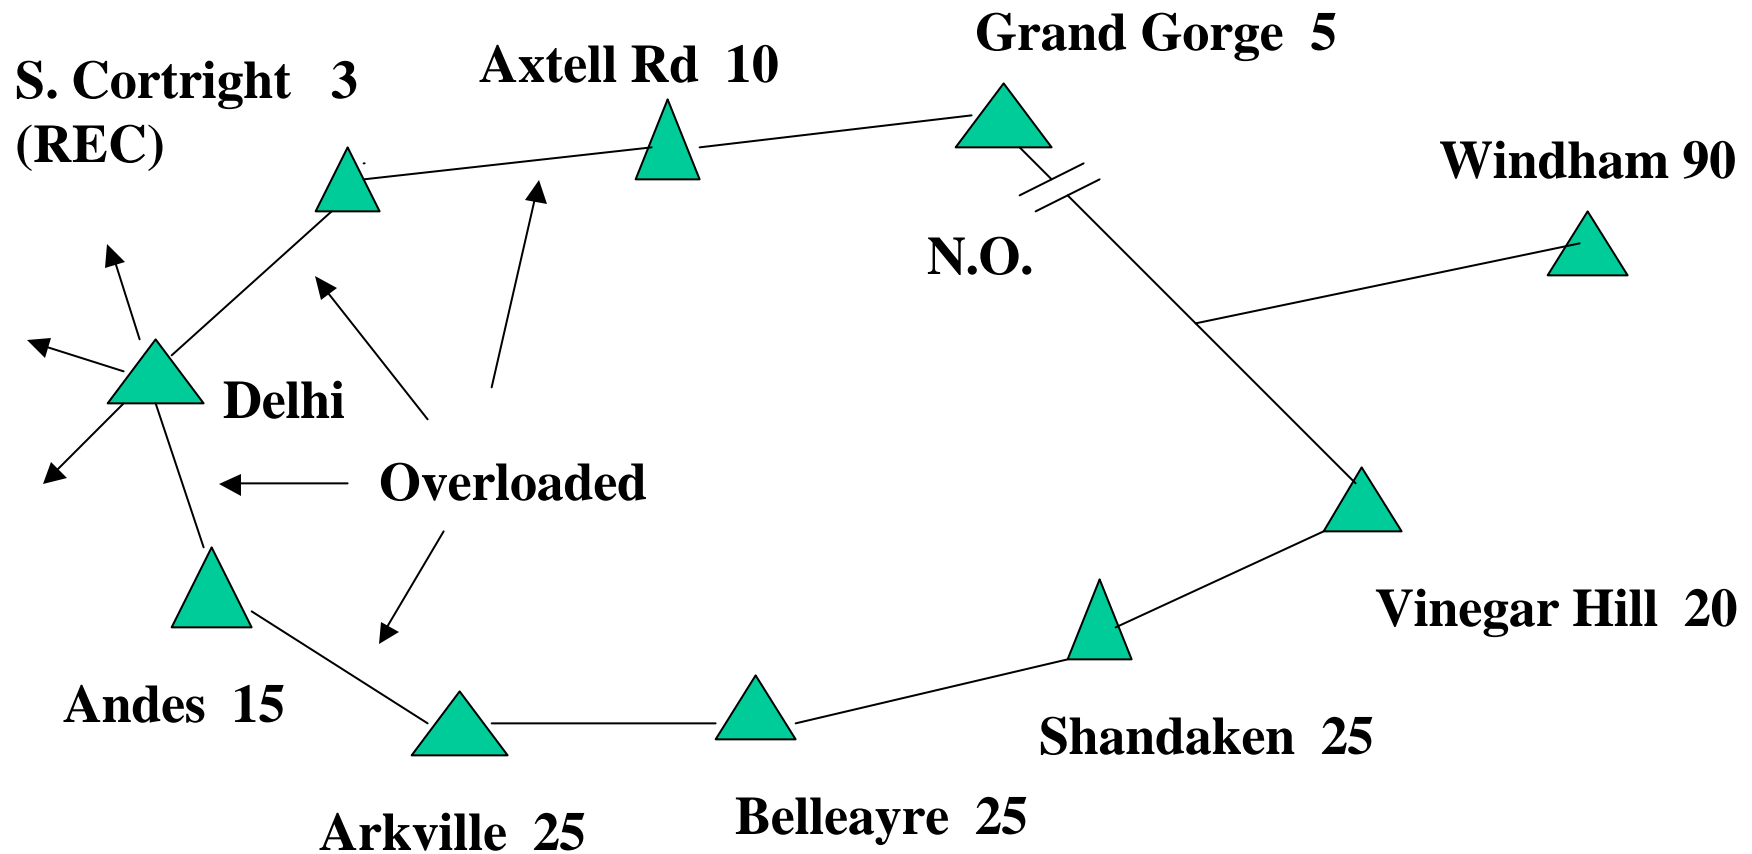 Grand Gorge 5
Axtell Rd 10
S. Cortright 3
(REC)
Windham 90
N.O.
Delhi
Overloaded
Vinegar Hill 20
Andes 15
Shandaken 25
Belleayre 25
Arkville 25